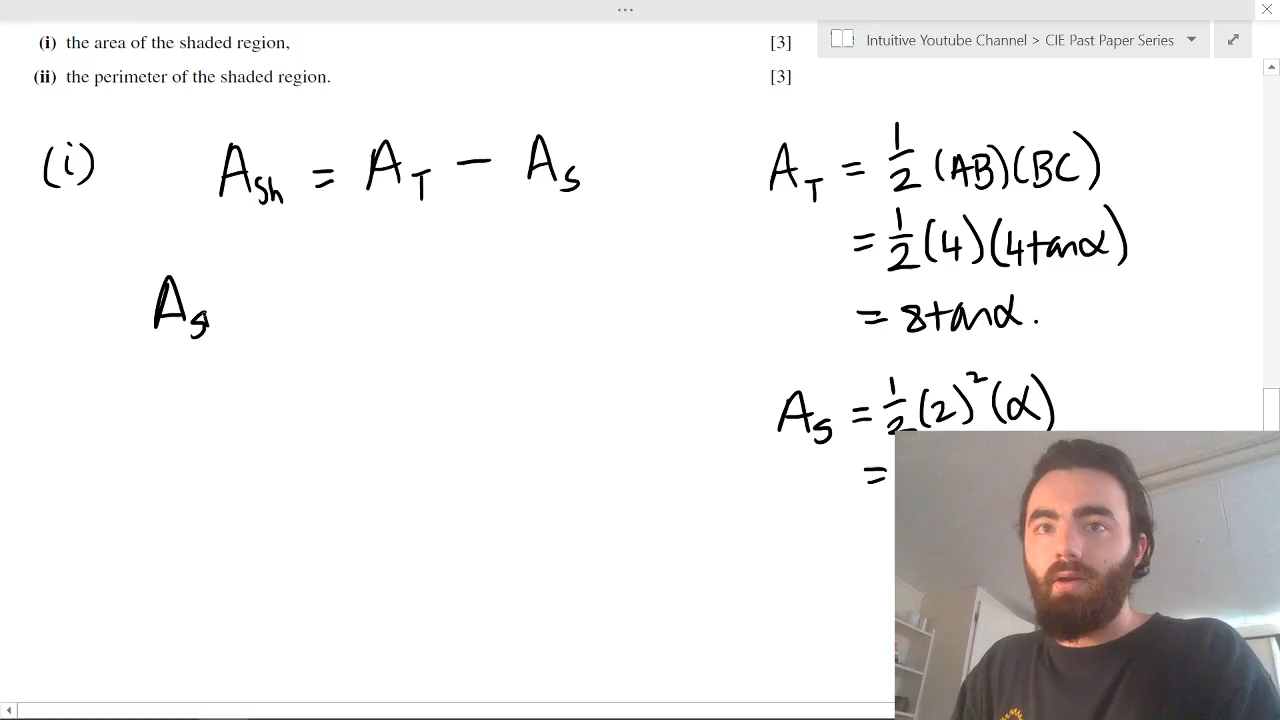 (i) the area of the shaded region, [3]
Intuitive Youtube Channel > CIE Past Paper Series
(ii) the perimeter of the shaded region. [3]
(i) A_Sh = A_T - A_S
A_T = 1/2 (AB)(BC)
= 1/2 (4)(4tanα)
= 8tanα.
A_s
A_S = 1/2 (2)^2 (α)
=